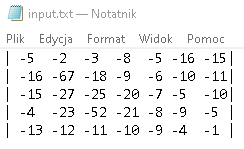 input.txt — Notatnik
Plik Edycja Format Widok Pomoc
| -5 -2 -3 -8 -5 -16 -15|
| -16 -67 -18 -9 -6 -10 -11|
| -15 -27 -25 -20 -7 -5 -10|
| -4 -23 -52 -21 -8 -9 -5 |
| -13 -12 -11 -10 -9 -4 -1 |